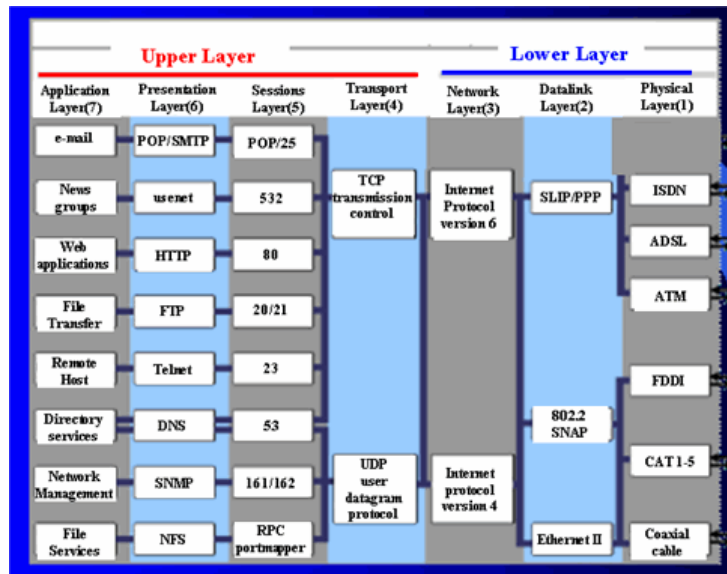 Upper Layer
Lower Layer
Application
Layer(7)
Presentation
Layer(6)
Sessions
Layer(5)
Transport
Layer(4)
Network
Layer(3)
Datalink
Layer(2)
Physical
Layer(1)
e-mail
POP/SMTP
POP/25
News
groups
usenet
532
TCP
transmission
control
Internet
Protocol
version 6
SLIP/PPP
ISDN
Web
applications
HTTP
80
ADSL
File
Transfer
FTP
20/21
ATM
Remote
Host
Telnet
23
FDDI
Directory
services
DNS
53
802.2
SNAP
Network
Management
SNMP
161/162
UDP
user
datagram
protocol
Internet
protocol
version 4
CAT 1-5
File
Services
NFS
RPC
portmapper
Ethernet II
Coaxial
cable